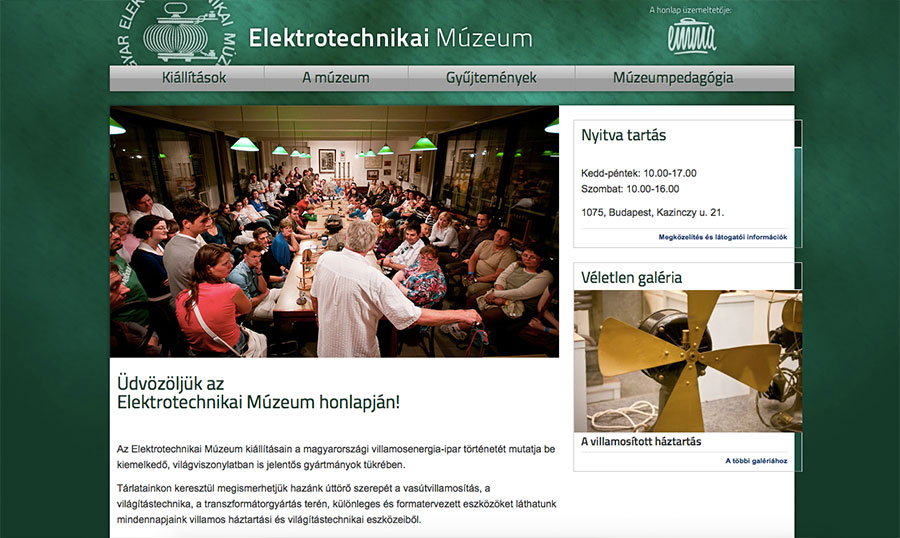 YAR ELE
IKAI MÚZ
Elektrotechnikai Múzeum
A honlap üzemeltetője:
emma
Kiállítások
A múzeum
Gyűjtemények
Múzeumpedagógia
Nyitva tartás
Kedd-péntek: 10.00-17.00
Szombat: 10.00-16.00
1075, Budapest, Kazinczy u. 21.
Megközelítés és látogatói információk
Véletlen galéria
A villamosított háztartás
A többi galériához
Üdvözöljük az
Elektrotechnikai Múzeum honlapján!
Az Elektrotechnikai Múzeum kiállításain a magyarországi villamosenergia-ipar történetét mutatja be
kiemelkedő, világviszonylatban is jelentős gyártmányok tükrében.
Tárlatainkon keresztül megismerhetjük hazánk úttörő szerepét a vasútvillamosítás, a
világítástechnika, a transzformátorgyártás terén, különleges és formatervezett eszközöket láthatunk
mindennapjaink villamos háztartási és világítástechnikai eszközeiből.